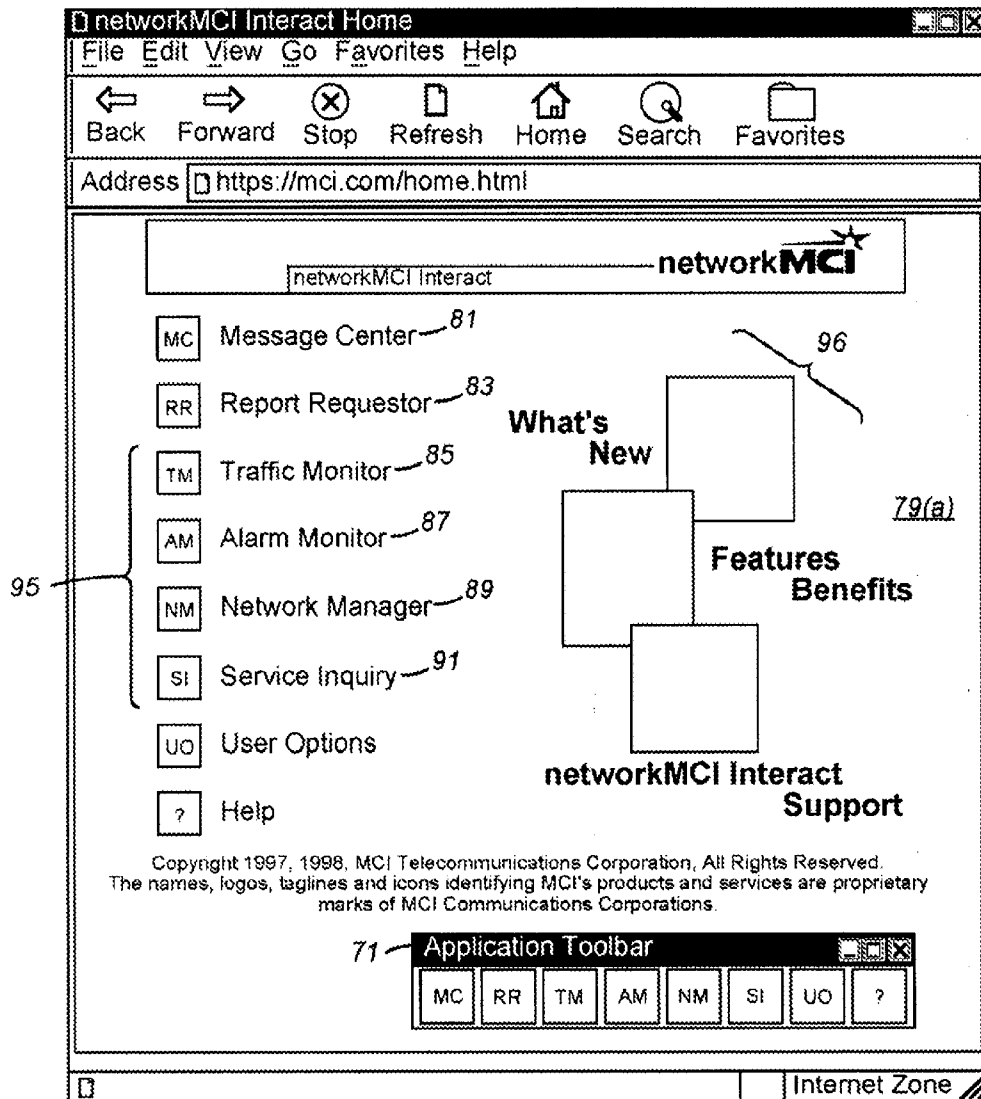 networkMCI Interact Home
File Edit View Go Favorites Help
Back Forward Stop Refresh Home Search Favorites
Address https://mci.com/home.html
networkMCI Interact
networkMCI
MC Message Center 81
RR Report Requestor 83
TM Traffic Monitor 85
AM Alarm Monitor 87
NM Network Manager 89
SI Service Inquiry 91
UO User Options
? Help
95
96
What's
New
79(a)
Features
Benefits
networkMCI Interact
Support
Copyright 1997, 1998, MCI Telecommunications Corporation, All Rights Reserved.
The names, logos, taglines and icons identifying MCI's products and services are proprietary
marks of MCI Communications Corporations.
71
Application Toolbar
MC RR TM AM NM SI UO ?
Internet Zone